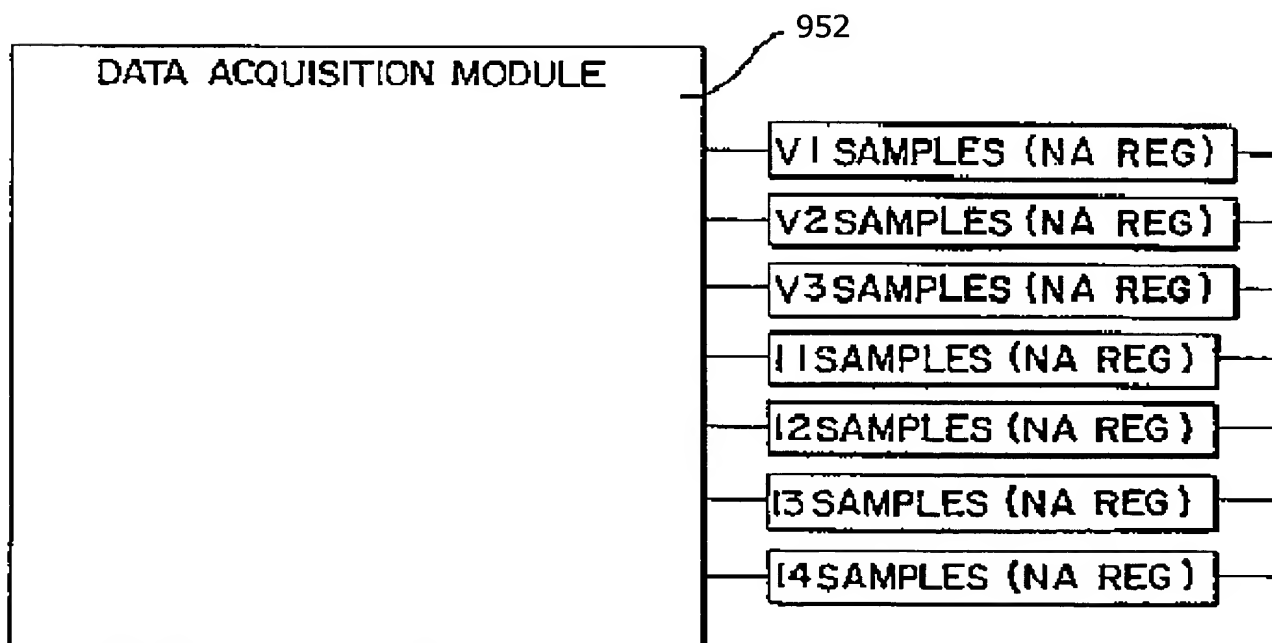 952
DATA ACQUISITION MODULE
V1 SAMPLES (NA REG)
V2 SAMPLES (NA REG)
V3 SAMPLES (NA REG)
I1 SAMPLES (NA REG)
I2 SAMPLES (NA REG)
I3 SAMPLES (NA REG)
I4 SAMPLES (NA REG)